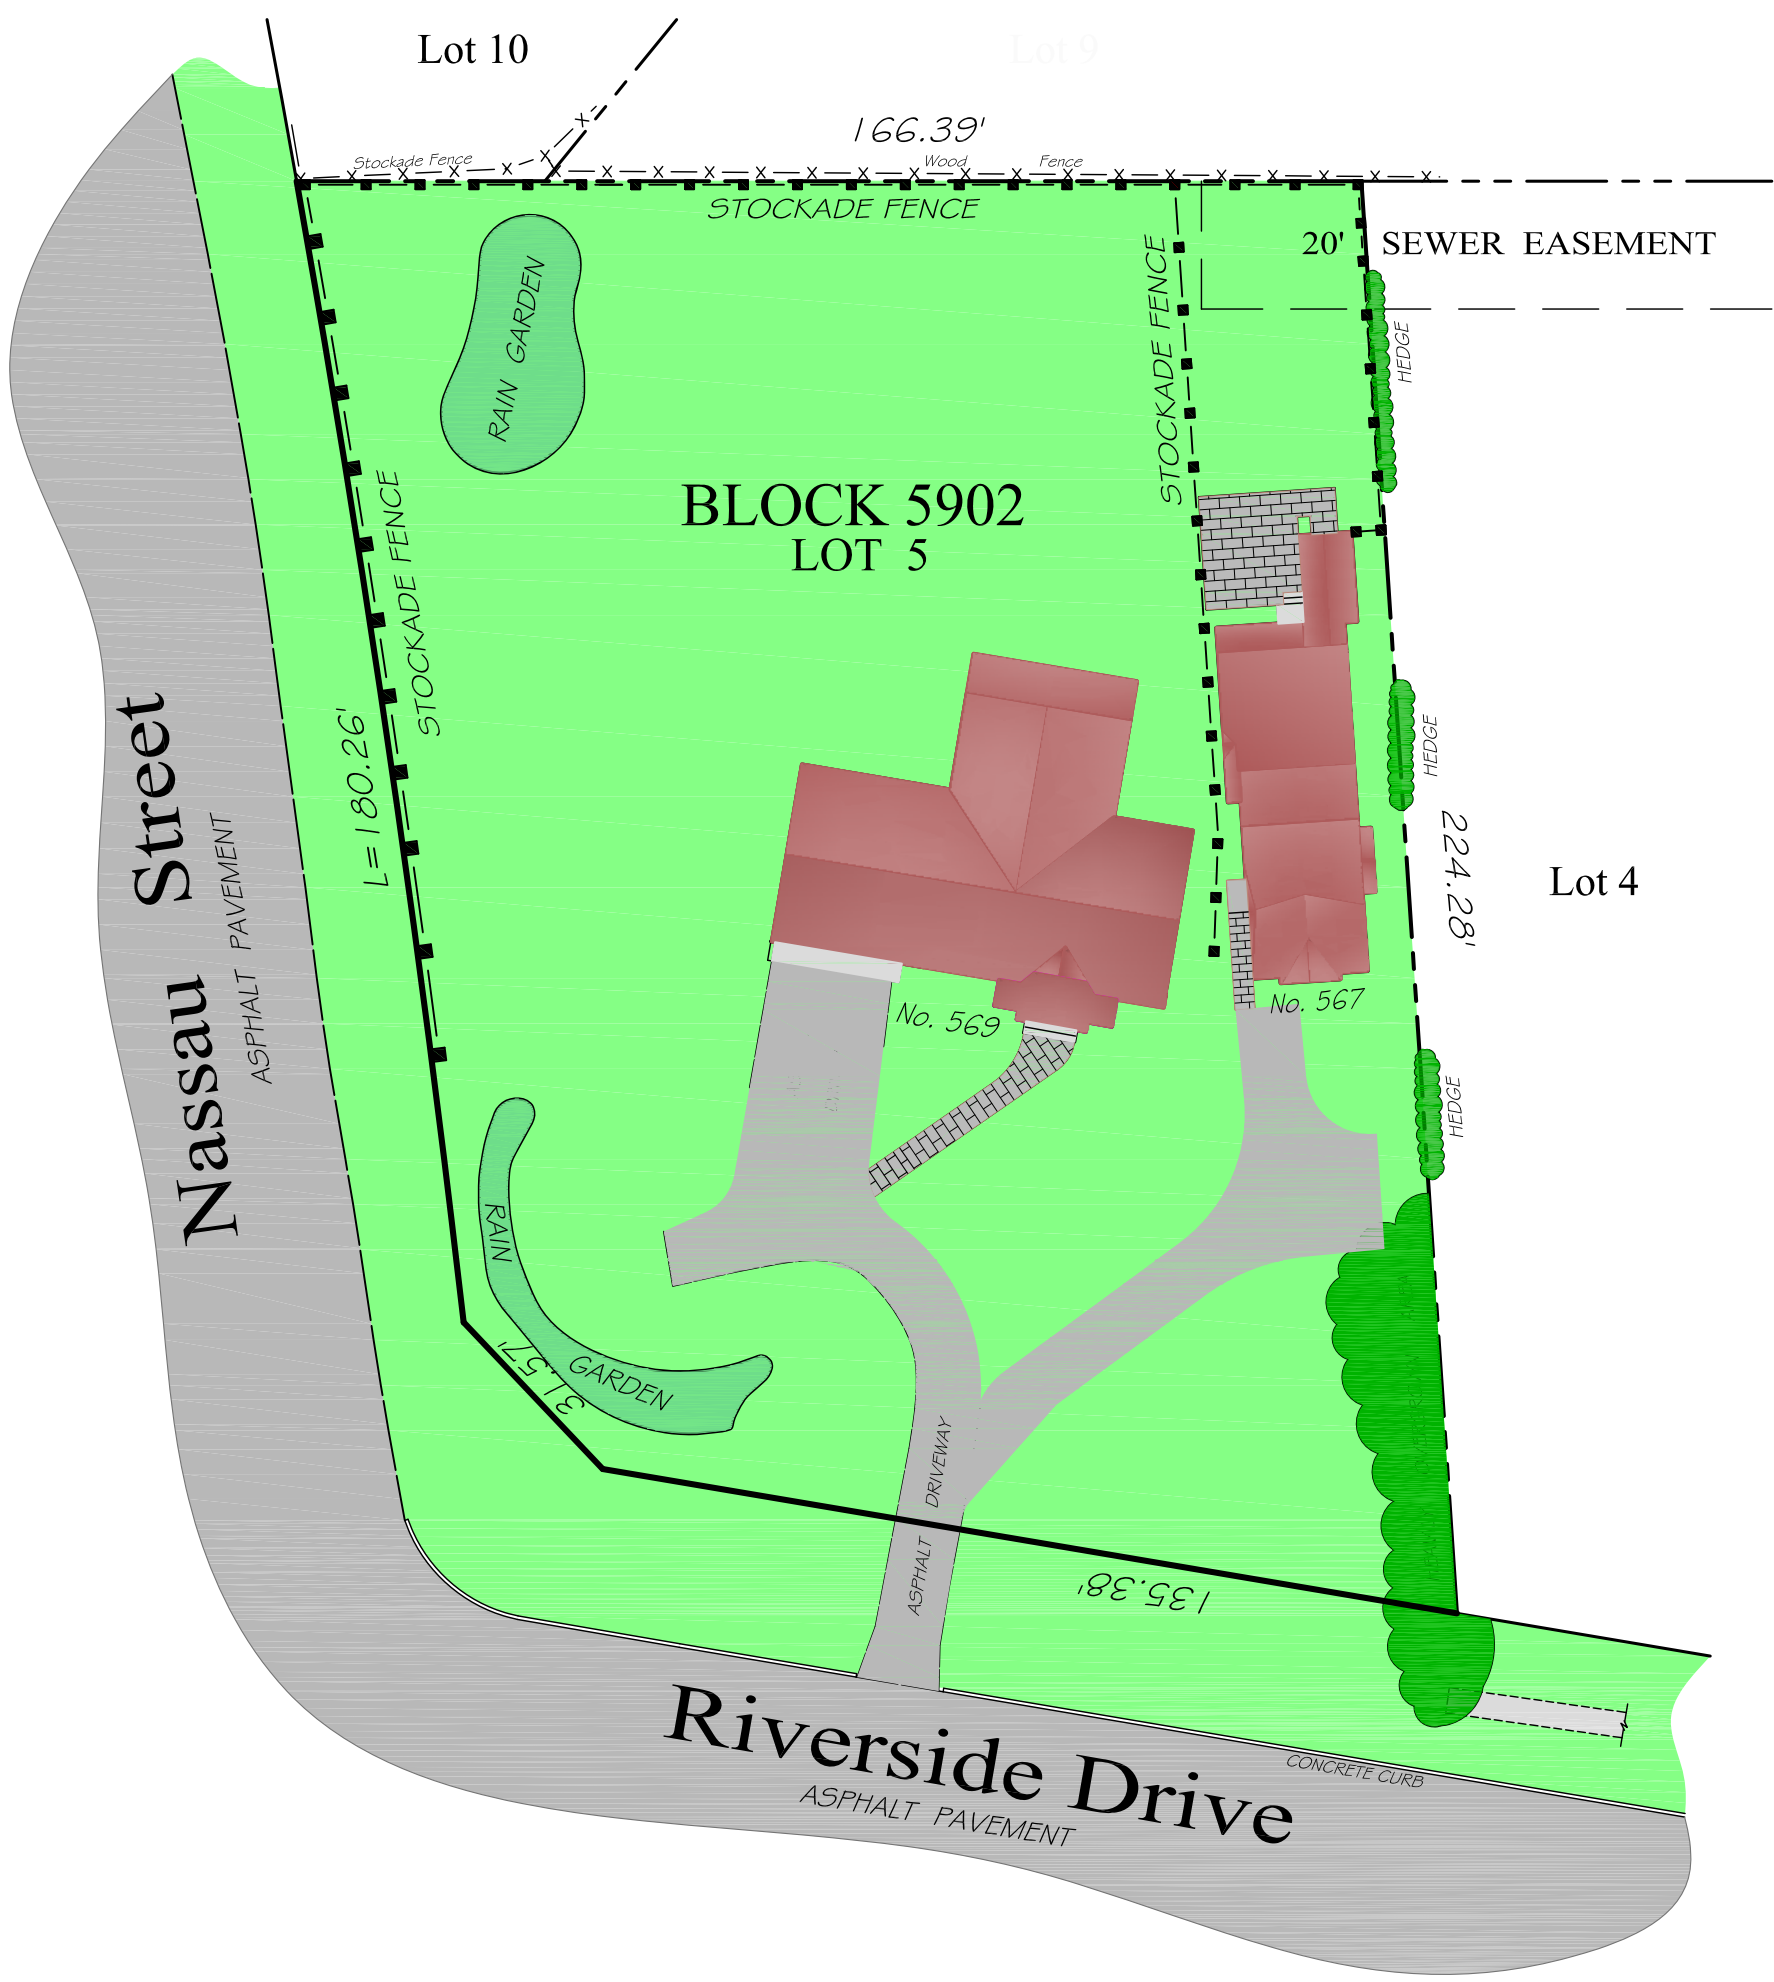 Lot 10
Lot 9
166.39'
Stockade Fence
Wood Fence
STOCKADE FENCE
20' SEWER EASEMENT
STOCKADE FENCE
RAIN GARDEN
HEDGE
BLOCK 5902
LOT 5
STOCKADE FENCE
L= 180.26'
Nassau Street
ASPHALT PAVEMENT
HEDGE
224.28'
Lot 4
No. 569
No. 567
HEDGE
RAIN
GARDEN
31.57'
ASPHALT DRIVEWAY
135.38'
Riverside Drive
ASPHALT PAVEMENT
CONCRETE CURB